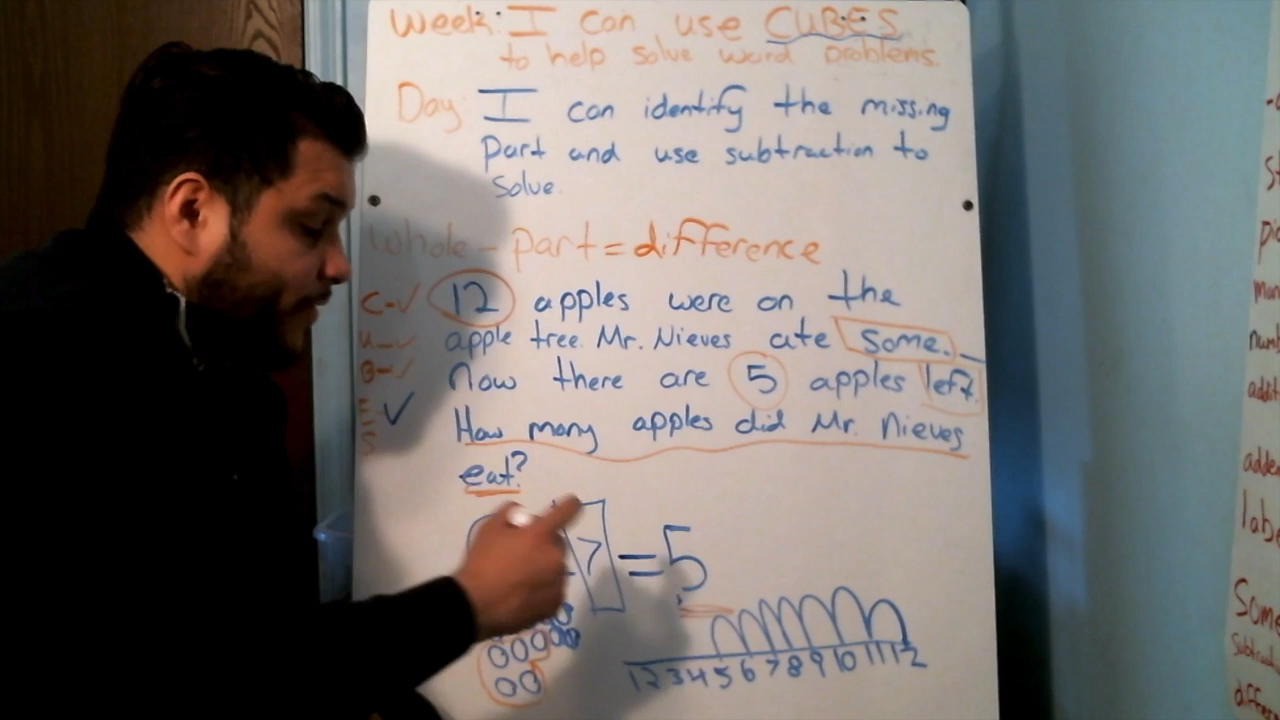 Week: I can use CUBES
to help solve word problems.
Day: I can identify the missing
part and use subtraction to
solve.
Whole - part = difference
C-✓ 12 apples were on the
U-✓ apple tree. Mr. Nieves ate some.
B-✓ Now there are 5 apples left.
E ✓ How many apples did Mr. Nieves
S
eat?
7 = 5
1 2 3 4 5 6 7 8 9 10 11 12